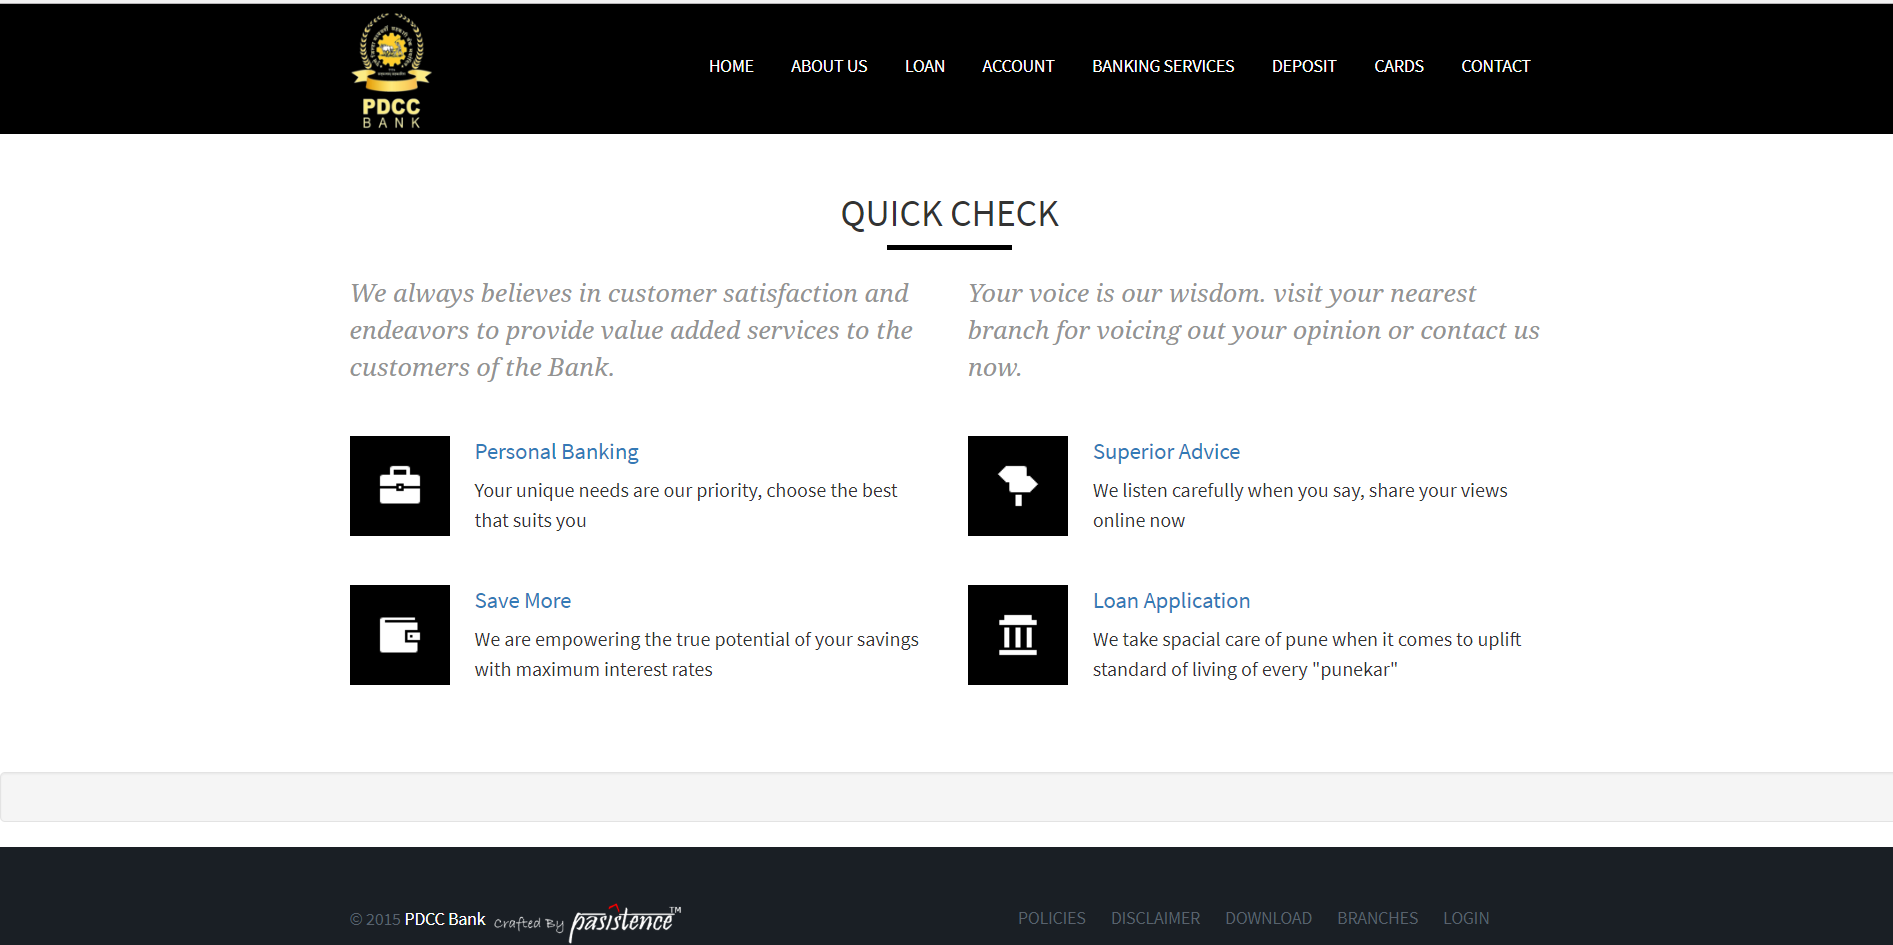 PDCC
BANK
HOME ABOUT US LOAN ACCOUNT BANKING SERVICES DEPOSIT CARDS CONTACT
QUICK CHECK
We always believes in customer satisfaction and
endeavors to provide value added services to the
customers of the Bank.
Your voice is our wisdom. visit your nearest
branch for voicing out your opinion or contact us
now.
Personal Banking
Your unique needs are our priority, choose the best
that suits you
Superior Advice
We listen carefully when you say, share your views
online now
Save More
We are empowering the true potential of your savings
with maximum interest rates
Loan Application
We take spacial care of pune when it comes to uplift
standard of living of every "punekar"
© 2015 PDCC Bank Crafted By pasistence™
POLICIES DISCLAIMER DOWNLOAD BRANCHES LOGIN